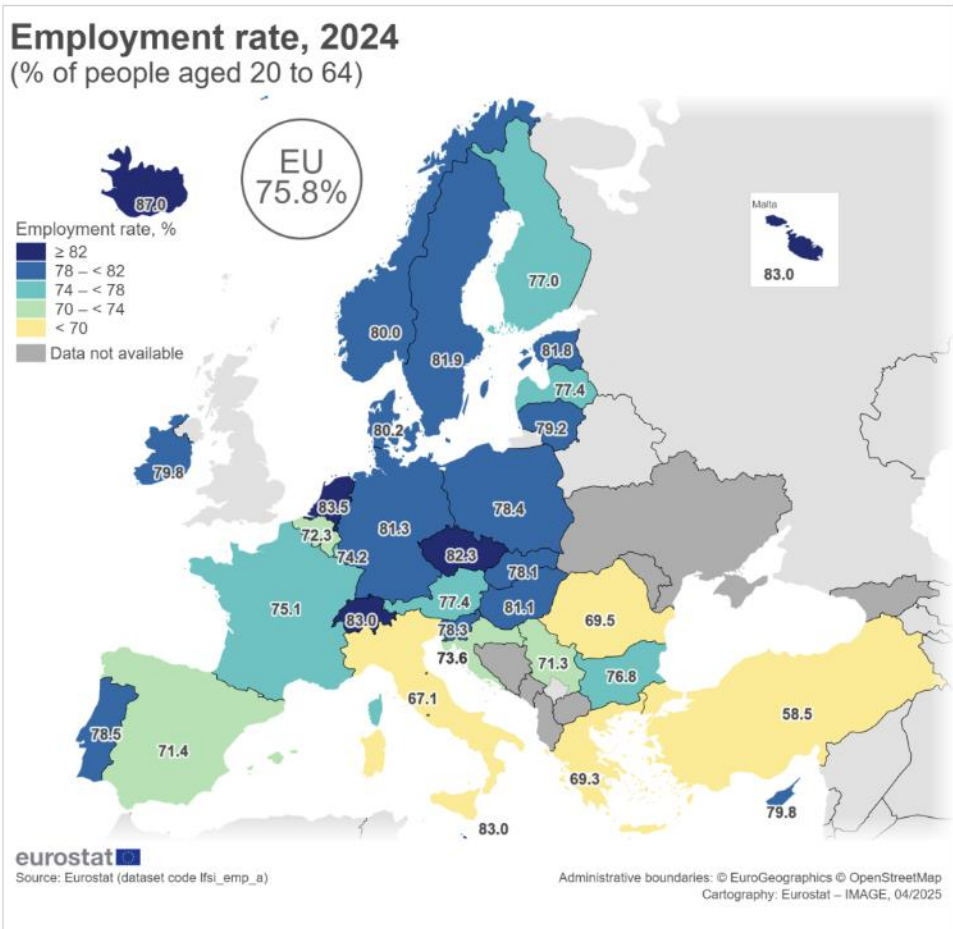 Employment rate, 2024
(% of people aged 20 to 64)
EU
75.8%
87.0
Employment rate, %
≥ 82
78 – < 82
74 – < 78
70 – < 74
< 70
Data not available
Malta
83.0
77.0
80.0
81.9
81.8
77.4
79.2
80.2
79.8
83.5
72.3
74.2
81.3
78.4
82.3
78.1
77.4
81.1
75.1
83.0
78.3
73.6
69.5
71.3
76.8
67.1
58.5
78.5
71.4
69.3
79.8
83.0
eurostat
Source: Eurostat (dataset code lfsi_emp_a)
Administrative boundaries: © EuroGeographics © OpenStreetMap
Cartography: Eurostat – IMAGE, 04/2025